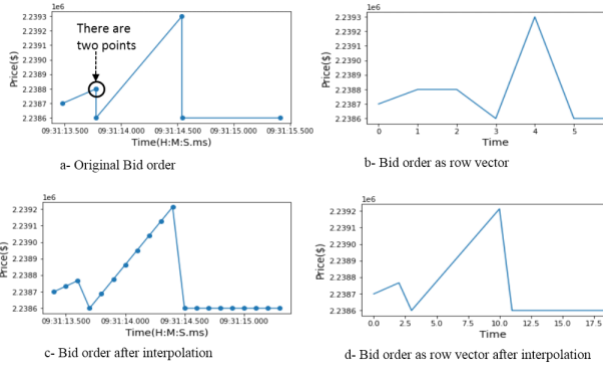 1e6
2.2393
2.2392
2.2391
2.2390
2.2389
2.2388
2.2387
2.2386
Price($)
There are
two points
09:31:13.500 09:31:14.000 09:31:14.500 09:31:15.000 09:31:15.500
Time(H:M:S.ms)
a- Original Bid order
1e6
2.2393
2.2392
2.2391
2.2390
2.2389
2.2388
2.2387
2.2386
Price($)
0 1 2 3 4 5
Time
b- Bid order as row vector
1e6
2.2392
2.2391
2.2390
2.2389
2.2388
2.2387
2.2386
Price($)
09:31:13.500 09:31:14.000 09:31:14.500 09:31:15.000
Time(H:M:S.ms)
c- Bid order after interpolation
1e6
2.2392
2.2391
2.2390
2.2389
2.2388
2.2387
2.2386
Price($)
0.0 2.5 5.0 7.5 10.0 12.5 15.0 17.5
Time
d- Bid order as row vector after interpolation